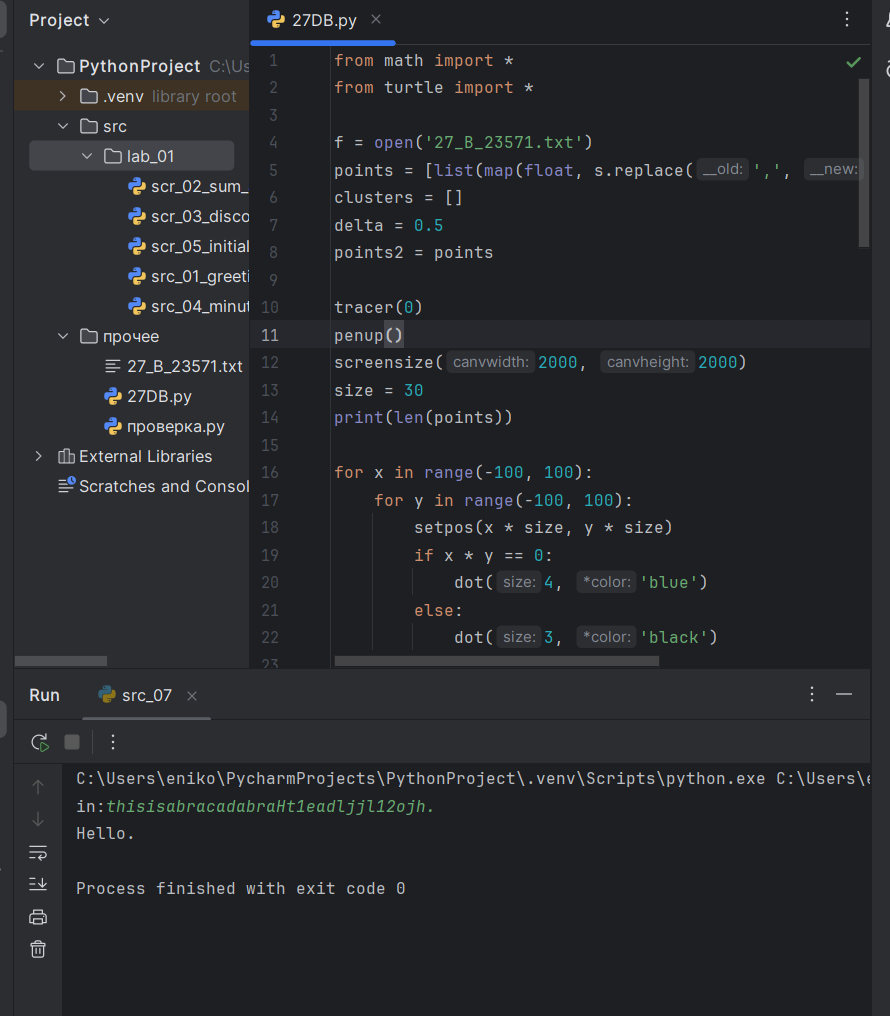 Project
27DB.py
PythonProject C:\Us
.venv library root
src
lab_01
scr_02_sum_
scr_03_disco
scr_05_initial
src_01_greeti
src_04_minut
прочее
27_B_23571.txt
27DB.py
проверка.py
External Libraries
Scratches and Consol
1 from math import *
2 from turtle import *
3
4 f = open('27_B_23571.txt')
5 points = [list(map(float, s.replace( __old: ',', __new:
6 clusters = []
7 delta = 0.5
8 points2 = points
9
10 tracer(0)
11 penup()
12 screensize( canvwidth: 2000, canvheight: 2000)
13 size = 30
14 print(len(points))
15
16 for x in range(-100, 100):
17 for y in range(-100, 100):
18 setpos(x * size, y * size)
19 if x * y == 0:
20 dot( size: 4, *color: 'blue')
21 else:
22 dot( size: 3, *color: 'black')
23
Run src_07
C:\Users\eniko\PycharmProjects\PythonProject\.venv\Scripts\python.exe C:\Users\e
in:thisisabracadabraHt1eadljjl12ojh.
Hello.
Process finished with exit code 0